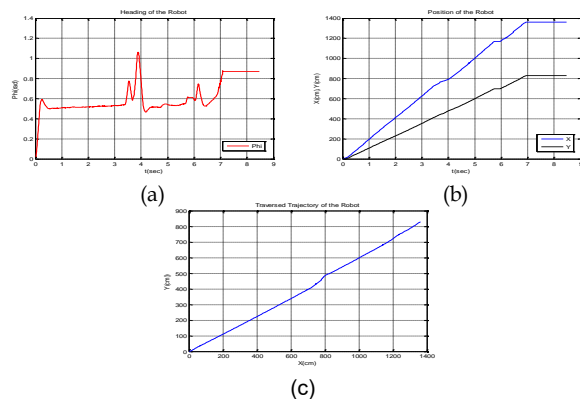 Heading of the Robot
Phi(rad)
1.4
1.2
1
0.8
0.6
0.4
0.2
0
0 1 2 3 4 5 6 7 8 9
t(sec)
Phi
(a)
Position of the Robot
X(cm),Y(cm)
1400
1200
1000
800
600
400
200
0
0 1 2 3 4 5 6 7 8 9
t(sec)
X
Y
(b)
Traversed Trajectory of the Robot
Y(cm)
900
800
700
600
500
400
300
200
100
0
0 200 400 600 800 1000 1200 1400
X(cm)
(c)